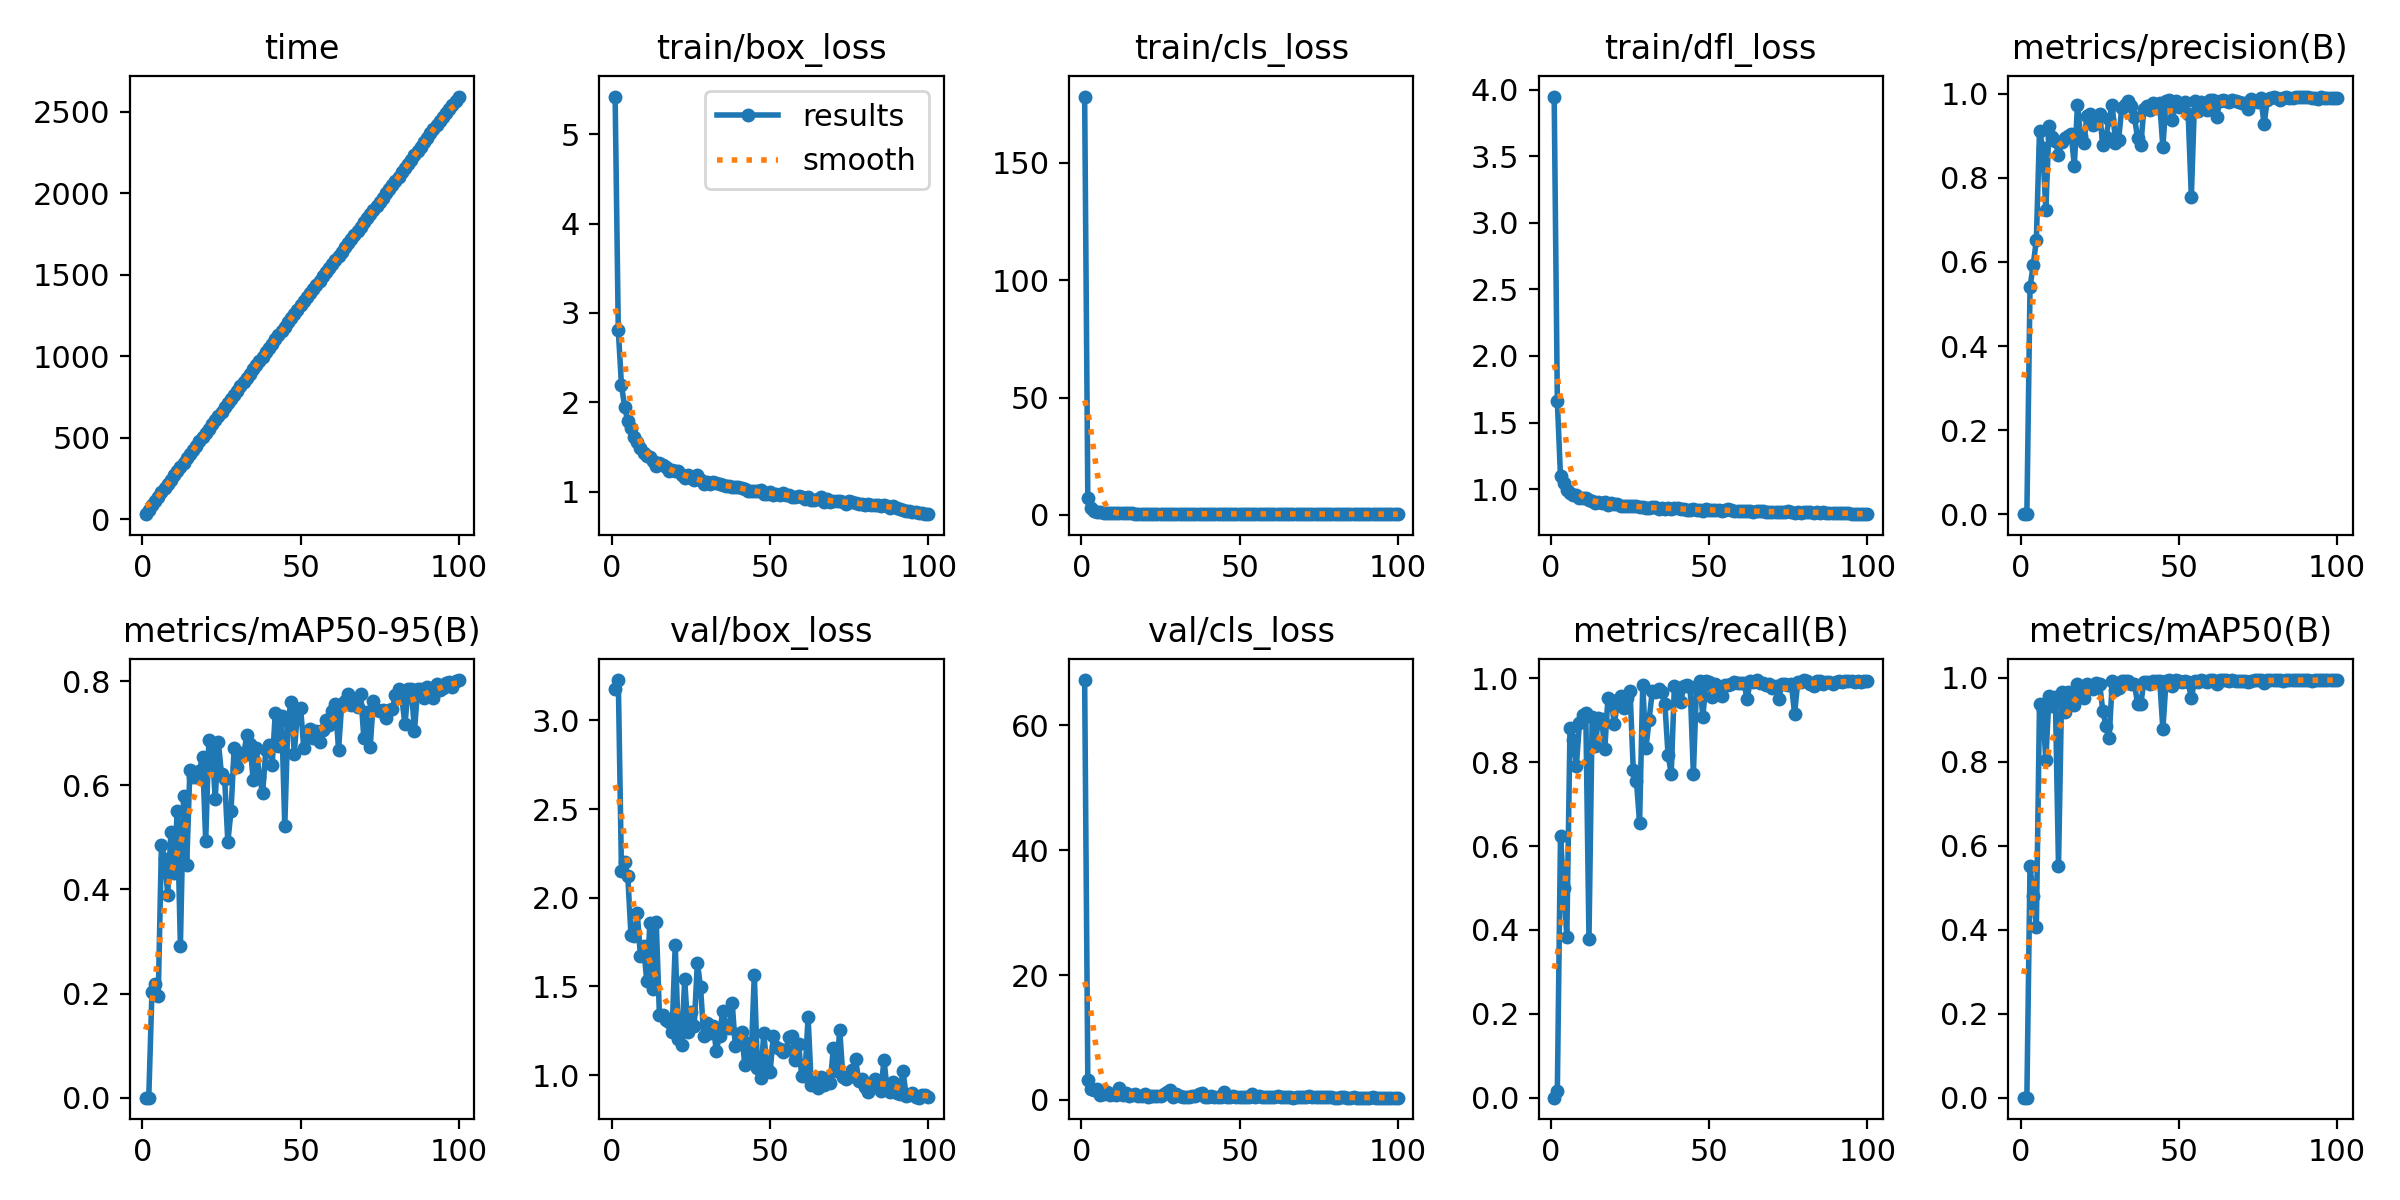 time
2500
2000
1500
1000
500
0
0 50 100
train/box_loss
results
smooth
5
4
3
2
1
0 50 100
train/cls_loss
150
100
50
0
0 50 100
train/dfl_loss
4.0
3.5
3.0
2.5
2.0
1.5
1.0
0 50 100
metrics/precision(B)
1.0
0.8
0.6
0.4
0.2
0.0
0 50 100
metrics/mAP50-95(B)
0.8
0.6
0.4
0.2
0.0
0 50 100
val/box_loss
3.0
2.5
2.0
1.5
1.0
0 50 100
val/cls_loss
60
40
20
0
0 50 100
metrics/recall(B)
1.0
0.8
0.6
0.4
0.2
0.0
0 50 100
metrics/mAP50(B)
1.0
0.8
0.6
0.4
0.2
0.0
0 50 100